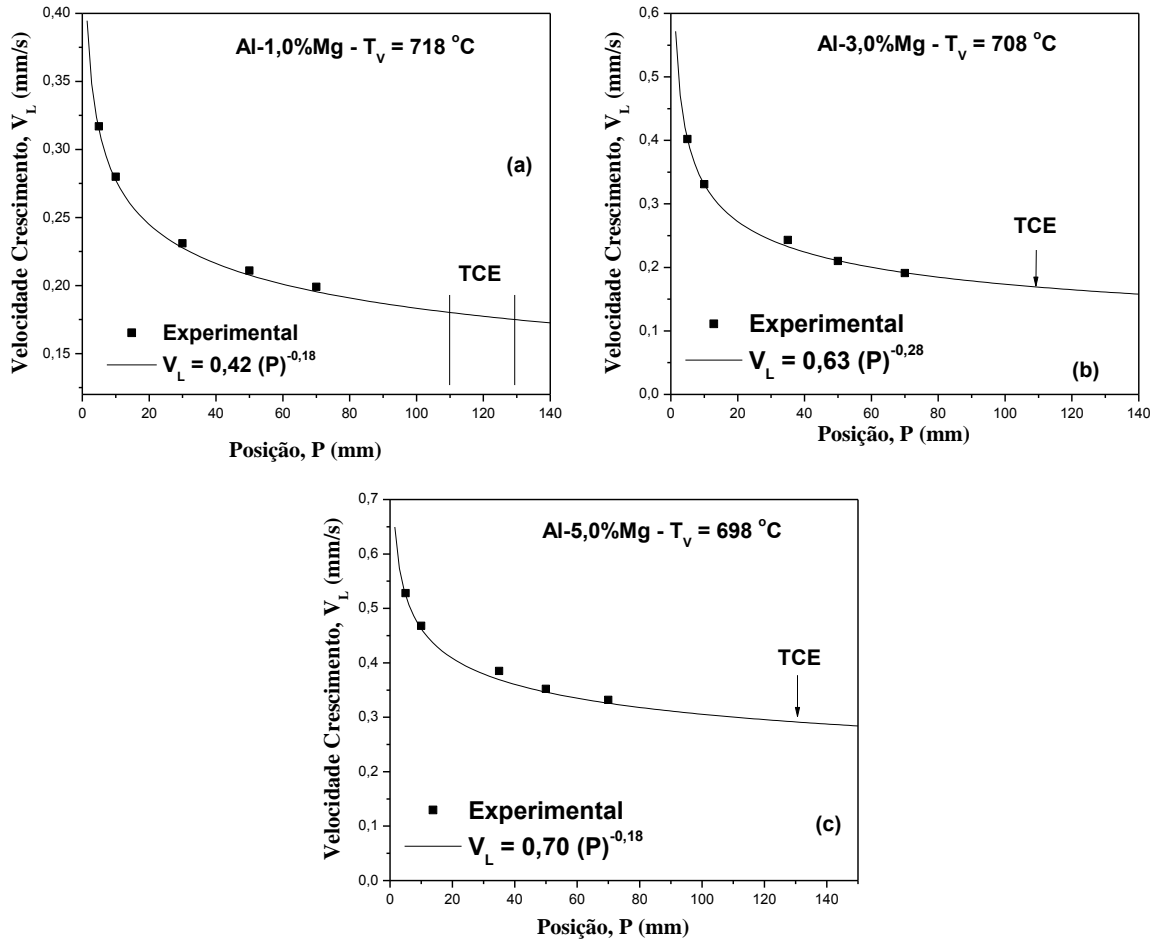 Al-1,0%Mg - T_V = 718 °C
Velocidade Crescimento, V_L (mm/s)
0,40
0,35
0,30
0,25
0,20
0,15
(a)
TCE
Experimental
V_L = 0,42 (P)^-0,18
0 20 40 60 80 100 120 140
Posição, P (mm)
Al-3,0%Mg - T_V = 708 °C
Velocidade Crescimento, V_L (mm/s)
0,6
0,5
0,4
0,3
0,2
0,1
0,0
TCE
Experimental
V_L = 0,63 (P)^-0,28
(b)
0 20 40 60 80 100 120 140
Posição, P (mm)
Al-5,0%Mg - T_V = 698 °C
Velocidade Crescimento, V_L (mm/s)
0,7
0,6
0,5
0,4
0,3
0,2
0,1
0,0
TCE
Experimental
(c)
V_L = 0,70 (P)^-0,18
0 20 40 60 80 100 120 140
Posição, P (mm)